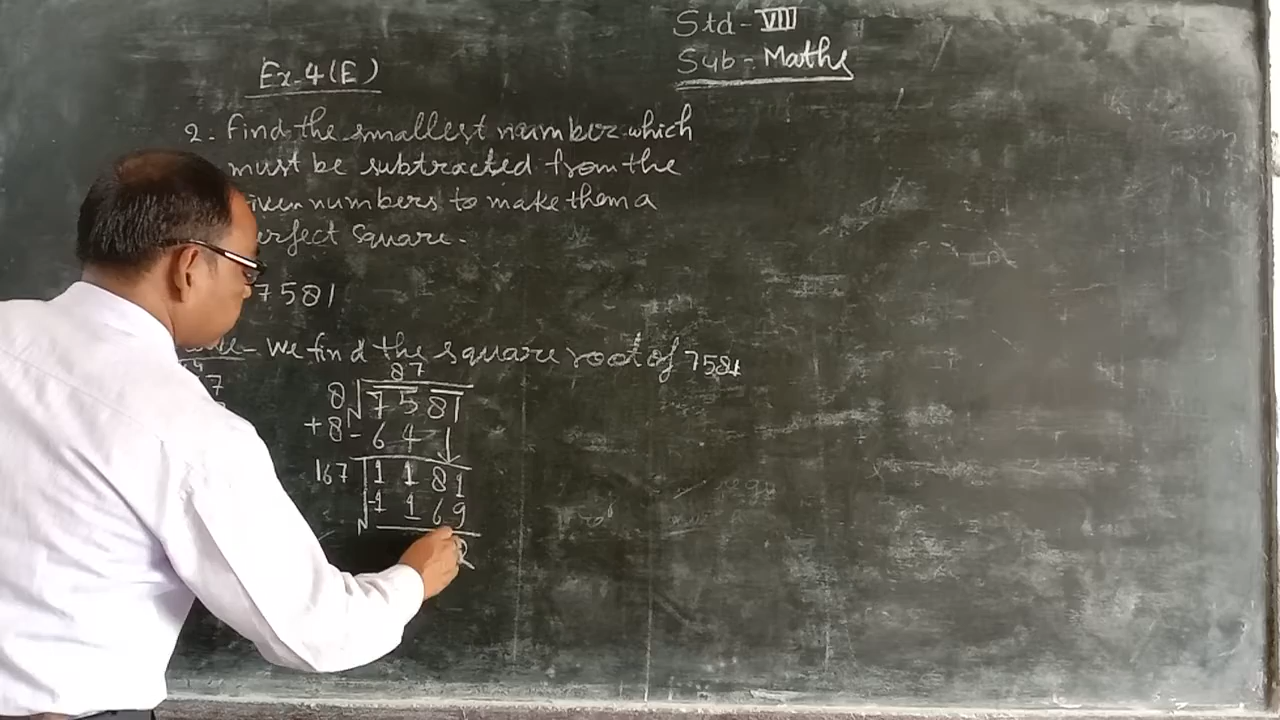 Std - VIII
Sub - Maths
Ex-4(E)
2. Find the smallest number which
must be subtracted from the
numbers to make them a
square.
7581
We find the square root of 7581
87
8 7581
+8 -64
167 1181
-1169
2
7